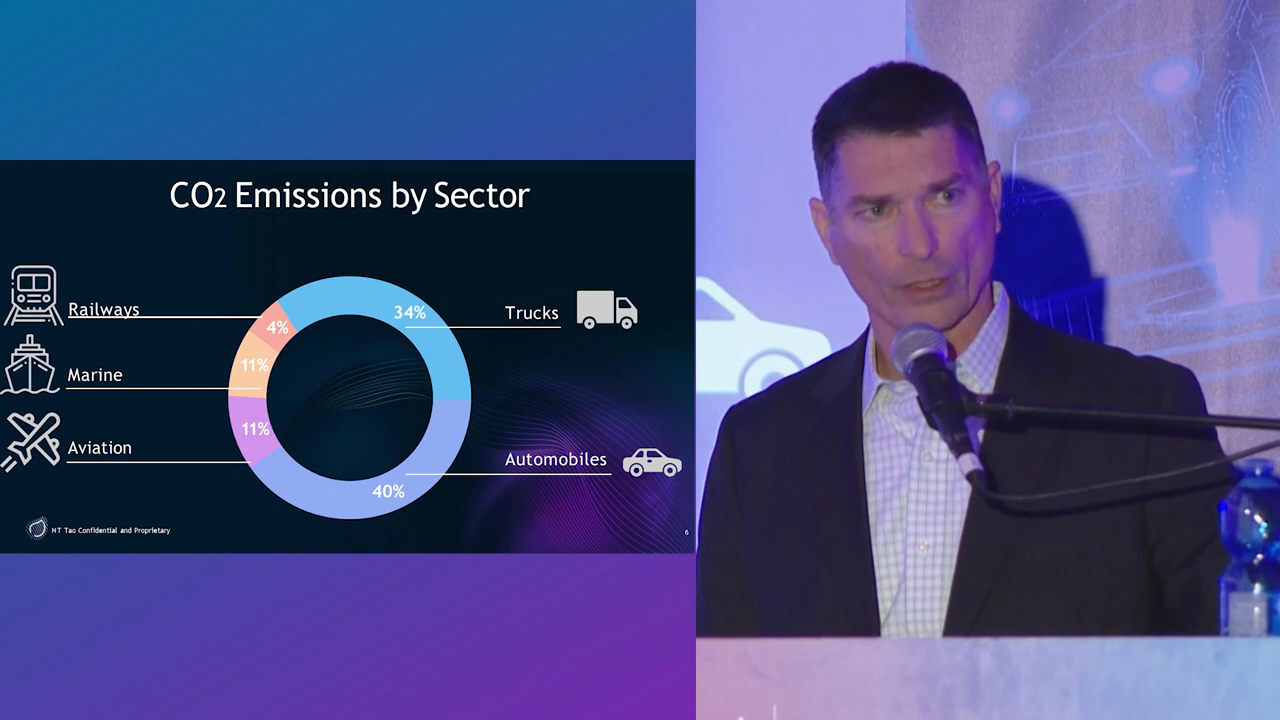 CO2 Emissions by Sector
Railways
4%
Marine
11%
Aviation
11%
34%
Trucks
Automobiles
40%
NT Tao Confidential and Proprietary
6